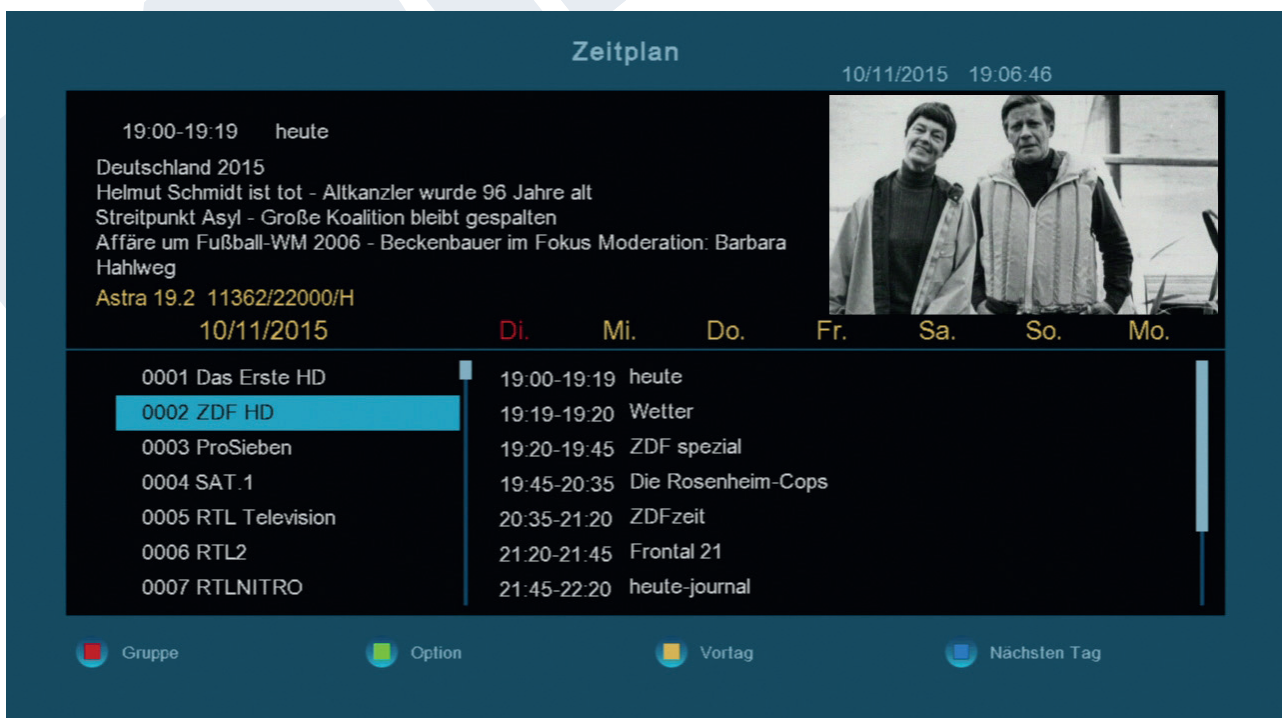 Zeitplan
10/11/2015 19:06:46
19:00-19:19 heute
Deutschland 2015
Helmut Schmidt ist tot - Altkanzler wurde 96 Jahre alt
Streitpunkt Asyl - Große Koalition bleibt gespalten
Affäre um Fußball-WM 2006 - Beckenbauer im Fokus Moderation: Barbara
Hahlweg
Astra 19.2 11362/22000/H
10/11/2015 Di. Mi. Do. Fr. Sa. So. Mo.
0001 Das Erste HD
0002 ZDF HD
0003 ProSieben
0004 SAT.1
0005 RTL Television
0006 RTL2
0007 RTLNITRO
19:00-19:19 heute
19:19-19:20 Wetter
19:20-19:45 ZDF spezial
19:45-20:35 Die Rosenheim-Cops
20:35-21:20 ZDFzeit
21:20-21:45 Frontal 21
21:45-22:20 heute-journal
Gruppe Option Vortag Nächsten Tag